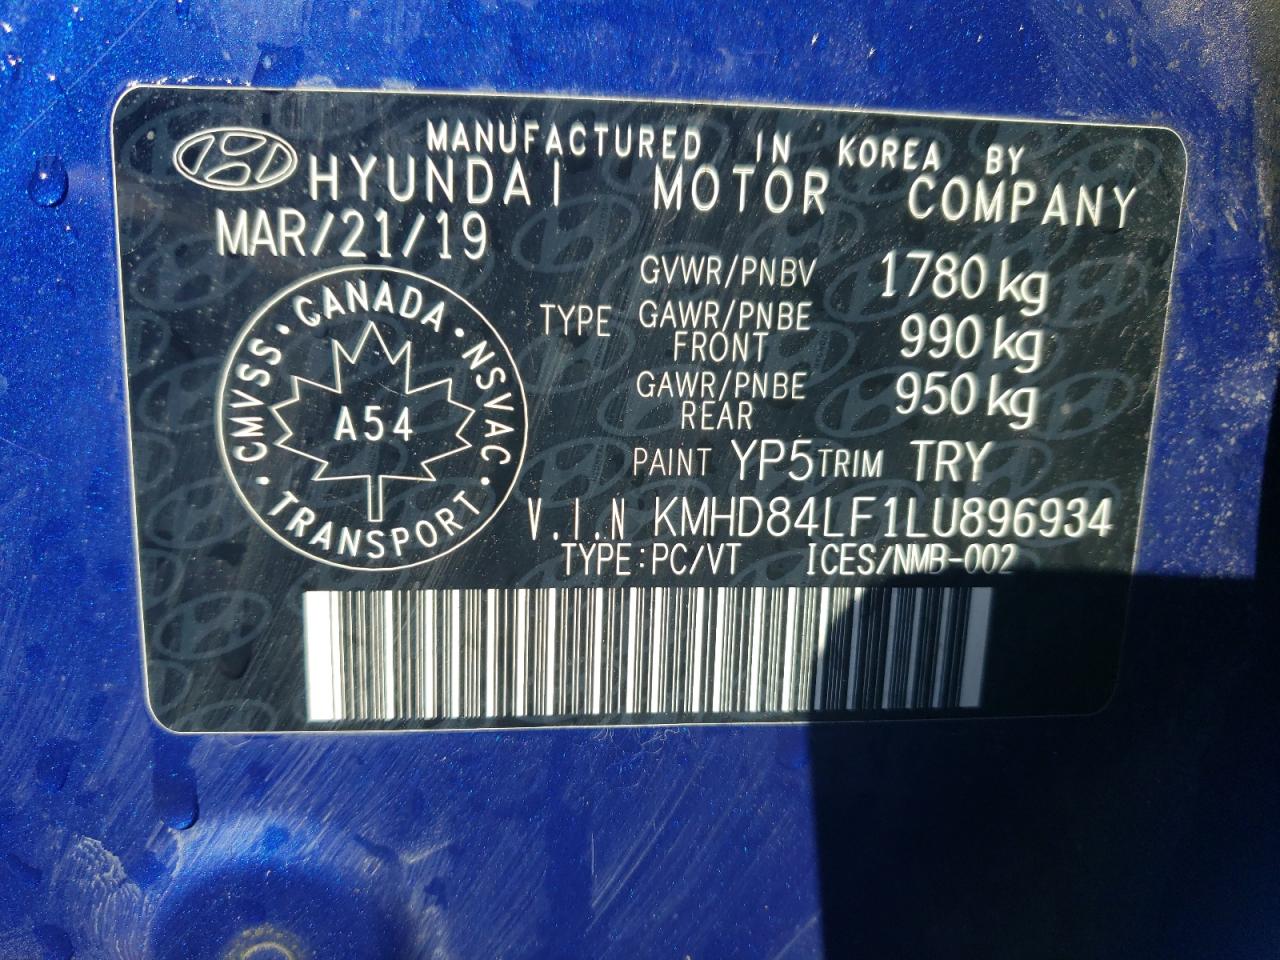 MANUFACTURED IN KOREA BY
HYUNDAI MOTOR COMPANY
MAR/21/19
GVWR/PNBV 1780 kg
TYPE GAWR/PNBE FRONT 990 kg
GAWR/PNBE REAR 950 kg
CMVSS · CANADA · NSVAC · TRANSPORT ·
A54
PAINT YP5 TRIM TRY
V.I.N KMHD84LF1LU896934
TYPE:PC/VT ICES/NMB-002